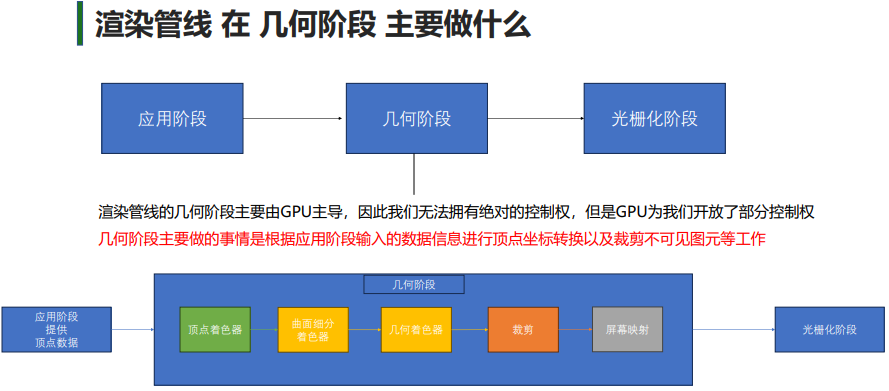 渲染管线 在 几何阶段 主要做什么
应用阶段
几何阶段
光栅化阶段
渲染管线的几何阶段主要由GPU主导，因此我们无法拥有绝对的控制权，但是GPU为我们开放了部分控制权
几何阶段主要做的事情是根据应用阶段输入的数据信息进行顶点坐标转换以及裁剪不可见图元等工作
几何阶段
应用阶段
提供
顶点数据
顶点着色器
曲面细分
着色器
几何着色器
裁剪
屏幕映射
光栅化阶段